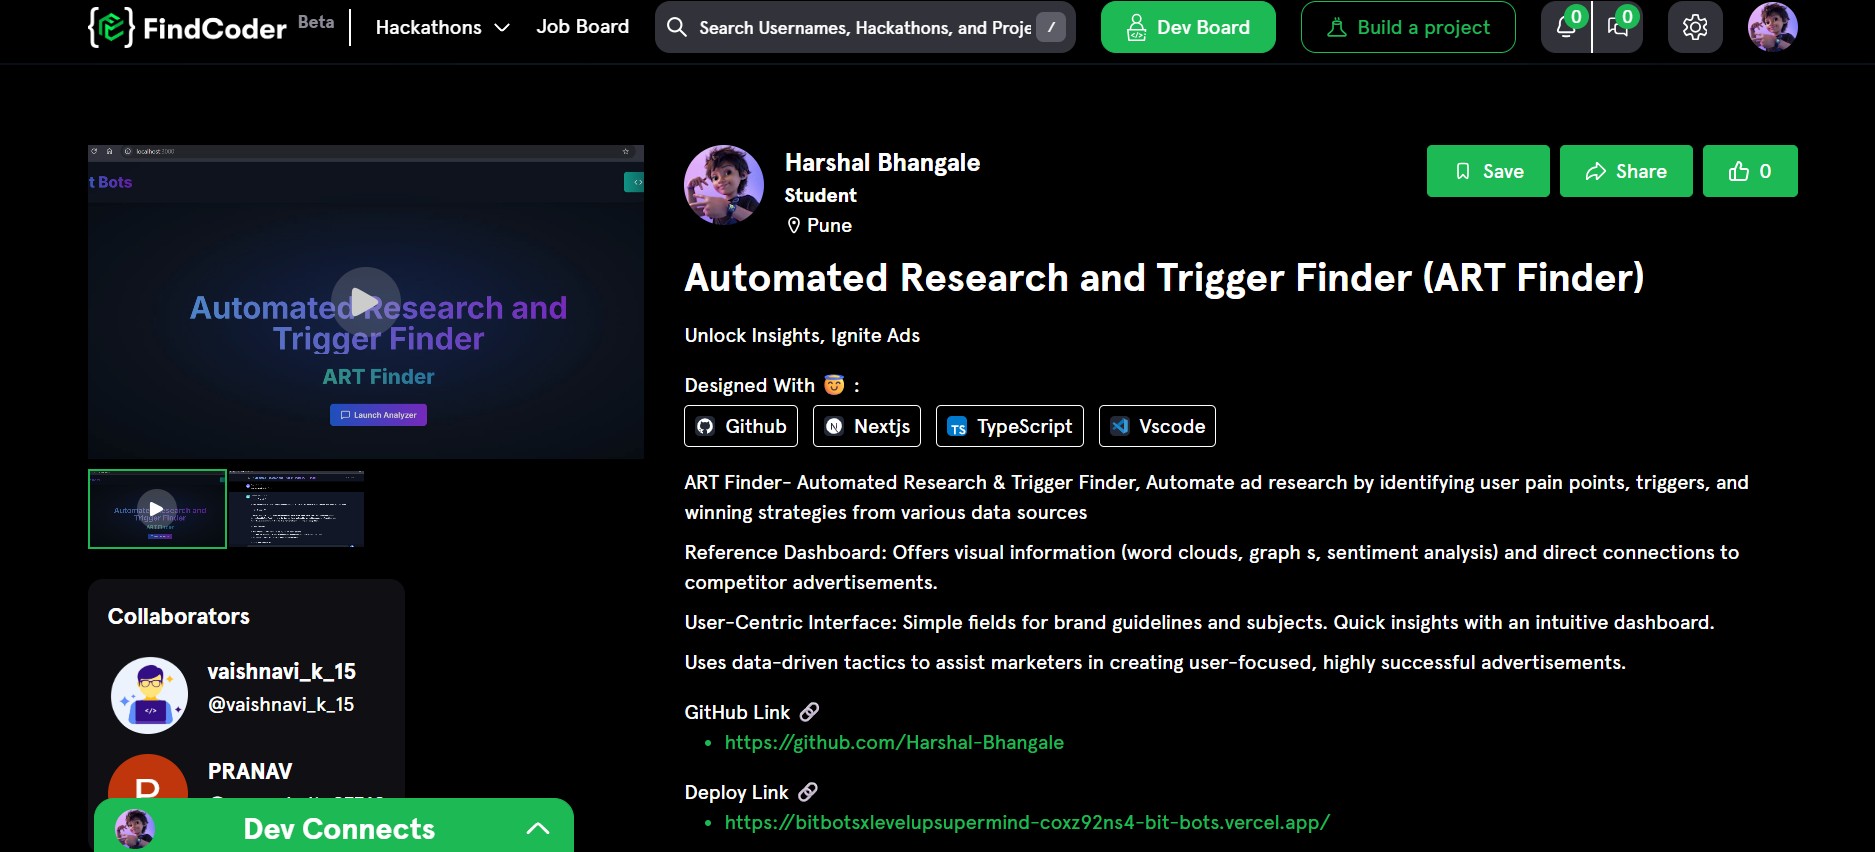 FindCoder Beta
Hackathons
Job Board
Search Usernames, Hackathons, and Proje
/
Dev Board
Build a project
0
0
localhost:3000
t Bots
Automated Research and
Trigger Finder
ART Finder
Launch Analyzer
Automated Research and
Trigger Finder
ART Finder
Collaborators
vaishnavi_k_15
@vaishnavi_k_15
PRANAV
Dev Connects
Harshal Bhangale
Student
Pune
Save
Share
0
Automated Research and Trigger Finder (ART Finder)
Unlock Insights, Ignite Ads
Designed With 😇 :
Github
Nextjs
TypeScript
Vscode
ART Finder- Automated Research & Trigger Finder, Automate ad research by identifying user pain points, triggers, and
winning strategies from various data sources
Reference Dashboard: Offers visual information (word clouds, graph s, sentiment analysis) and direct connections to
competitor advertisements.
User-Centric Interface: Simple fields for brand guidelines and subjects. Quick insights with an intuitive dashboard.
Uses data-driven tactics to assist marketers in creating user-focused, highly successful advertisements.
GitHub Link 🔗
• https://github.com/Harshal-Bhangale
Deploy Link 🔗
• https://bitbotsxlevelupsupermind-coxz92ns4-bit-bots.vercel.app/